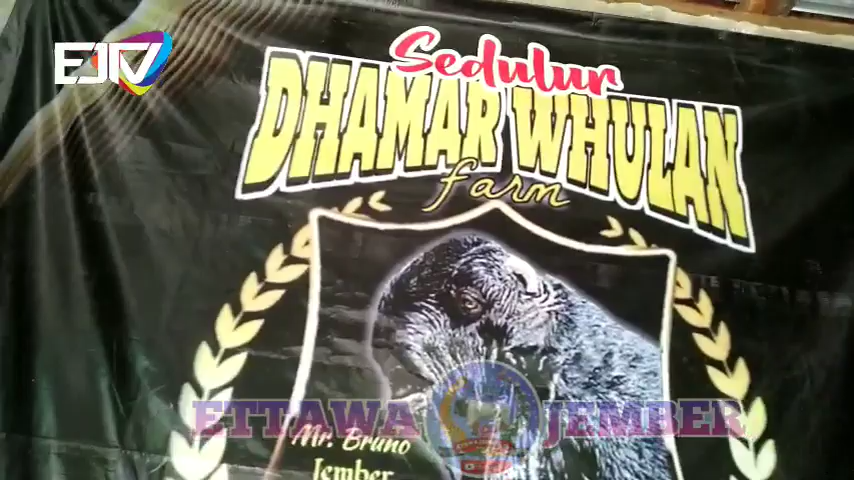 EJTV
Sedulur
DHAMAR WHULAN
farm
ETTAWA JEMBER
Mr. Bruno
Jember